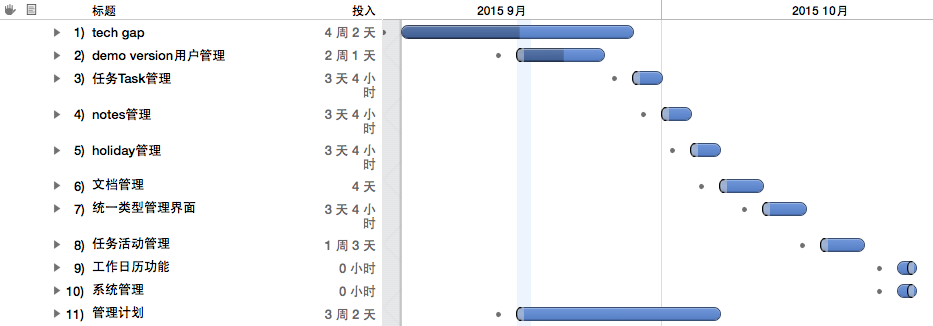 标题 投入 2015 9月 2015 10月
1) tech gap 4 周 2 天
2) demo version用户管理 2 周 1 天
3) 任务Task管理 3 天 4 小
时
4) notes管理 3 天 4 小
时
5) holiday管理 3 天 4 小
时
6) 文档管理 4 天
7) 统一类型管理界面 3 天 4 小
时
8) 任务活动管理 1 周 3 天
9) 工作日历功能 0 小时
10) 系统管理 0 小时
11) 管理计划 3 周 2 天